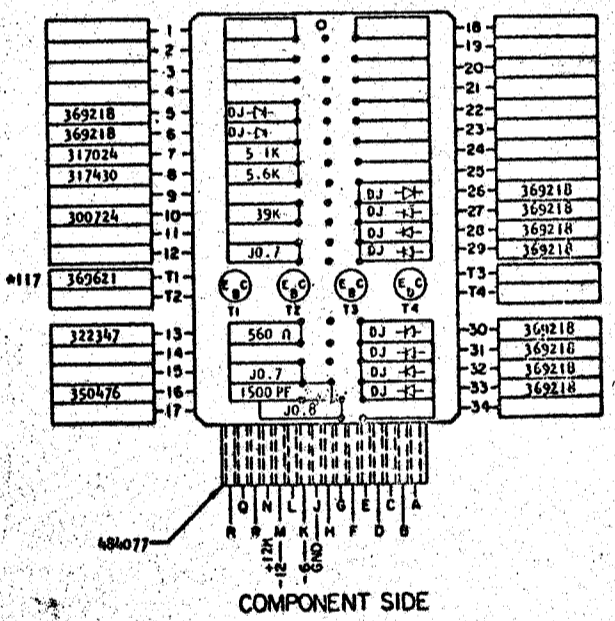 1
2
3
4
369218 5 DJ
369218 6 DJ
317024 7 5.1K
317430 8 5.6K
9
300724 10 39K
11
12 J0.7
*117 369621 T1
T2
322347 13 560 Ω
14
15 J0.7
350476 16 1500 PF
17 J0.8
18
19
20
21
22
23
24
25
DJ 26 369218
DJ 27 369218
DJ 28 369218
DJ 29 369218
T3
T4
E B C E B C E B C E C
T1 T2 T3 T4
DJ 30 369218
DJ 31 369218
DJ 32 369218
DJ 33 369218
34
Q N L J G E C A
R M K H F D B
484077
+12M
-12
-6
GND
COMPONENT SIDE